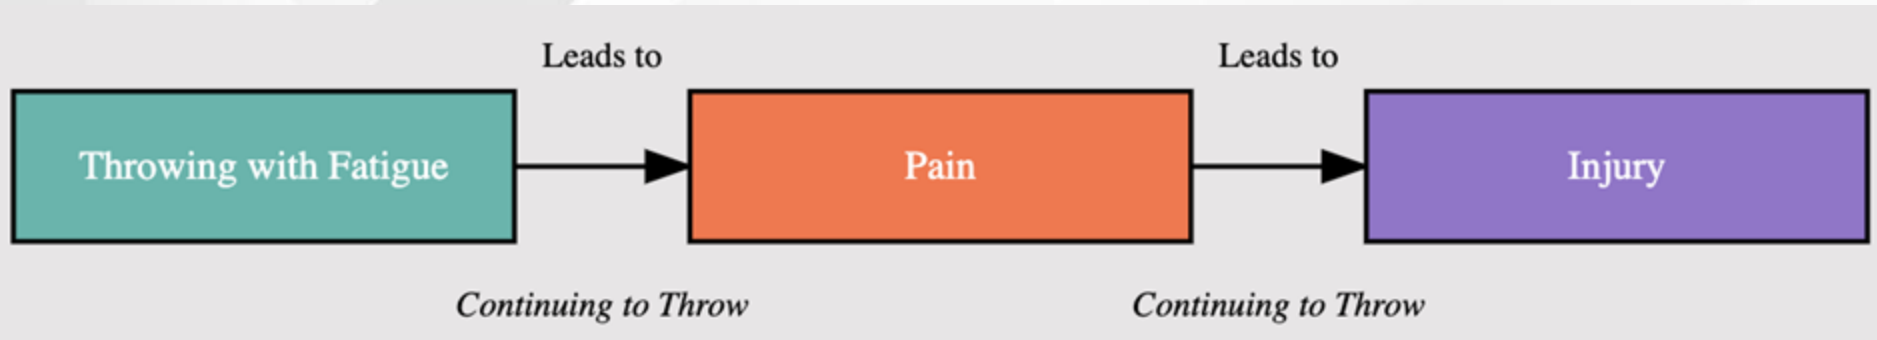 Leads to
Leads to
Throwing with Fatigue
Pain
Injury
Continuing to Throw
Continuing to Throw